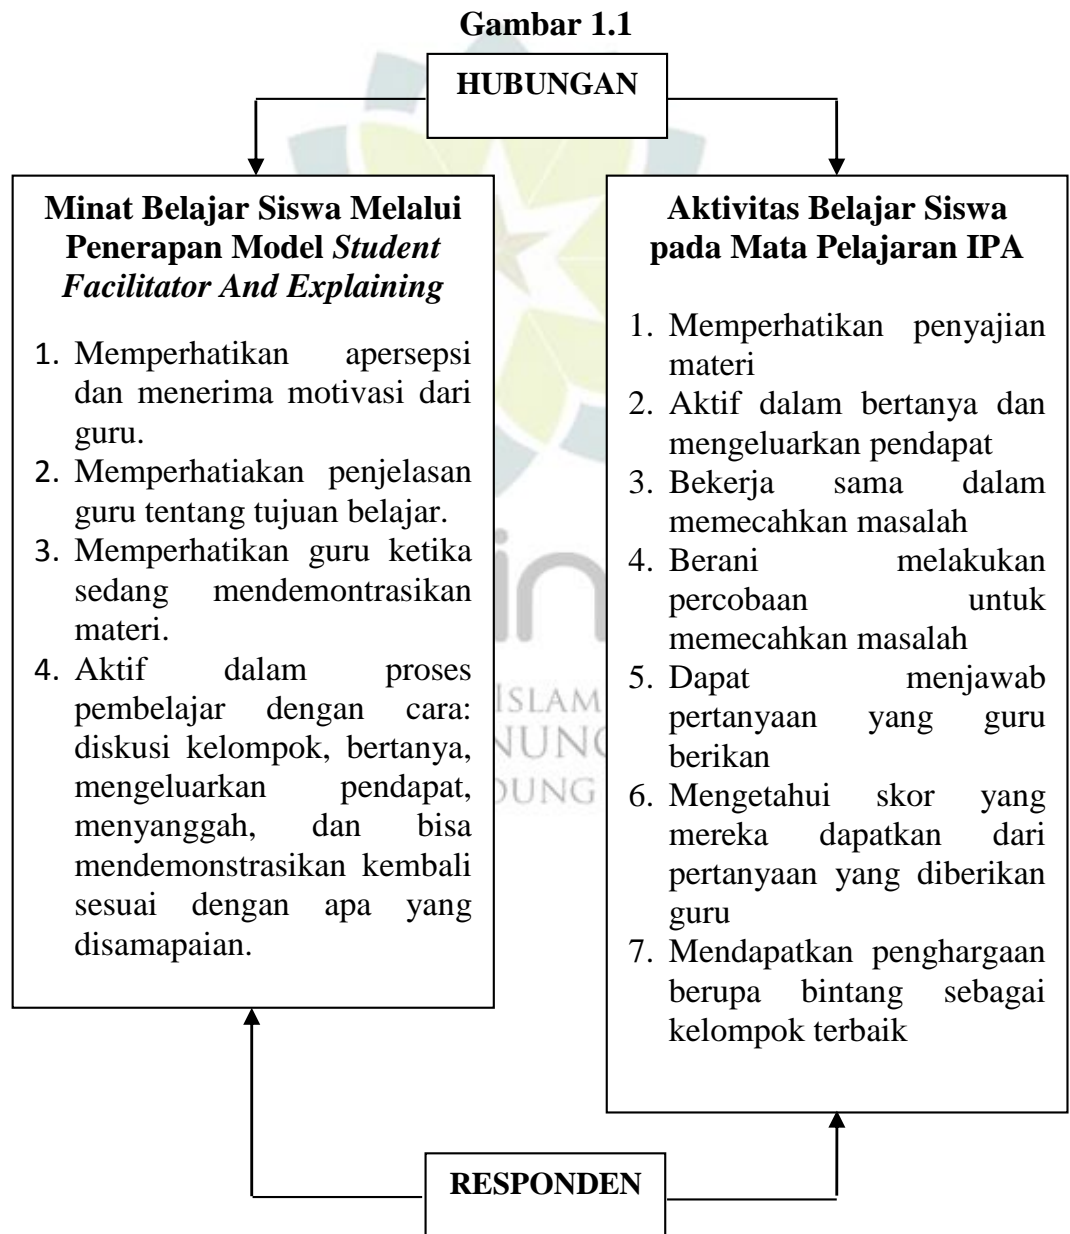 Gambar 1.1
HUBUNGAN
Minat Belajar Siswa Melalui
Penerapan Model Student
Facilitator And Explaining
1. Memperhatikan apersepsi
dan menerima motivasi dari
guru.
2. Memperhatiakan penjelasan
guru tentang tujuan belajar.
3. Memperhatikan guru ketika
sedang mendemontrasikan
materi.
4. Aktif dalam proses
pembelajar dengan cara:
diskusi kelompok, bertanya,
mengeluarkan pendapat,
menyanggah, dan bisa
mendemonstrasikan kembali
sesuai dengan apa yang
disamapaian.
Aktivitas Belajar Siswa
pada Mata Pelajaran IPA
1. Memperhatikan penyajian
materi
2. Aktif dalam bertanya dan
mengeluarkan pendapat
3. Bekerja sama dalam
memecahkan masalah
4. Berani melakukan
percobaan untuk
memecahkan masalah
5. Dapat menjawab
pertanyaan yang guru
berikan
6. Mengetahui skor yang
mereka dapatkan dari
pertanyaan yang diberikan
guru
7. Mendapatkan penghargaan
berupa bintang sebagai
kelompok terbaik
ISLAM
RESPONDEN